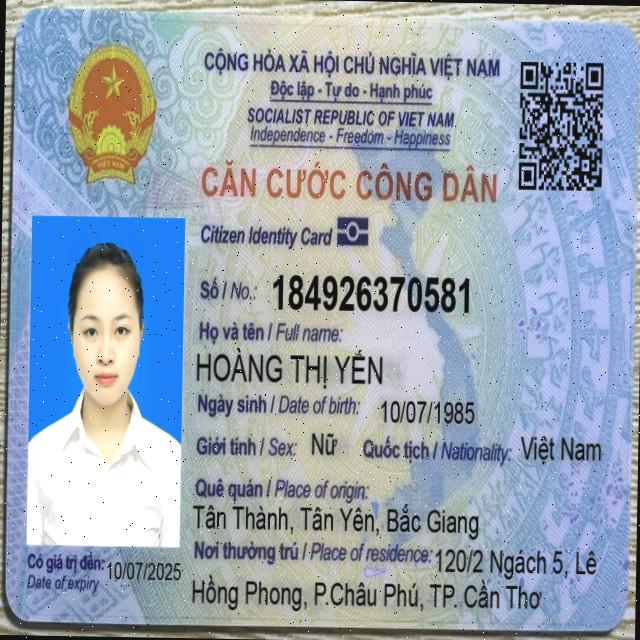 CỘNG HÒA XÃ HỘI CHỦ NGHĨA VIỆT NAM
Độc lập - Tự do - Hạnh phúc
SOCIALIST REPUBLIC OF VIET NAM
Independence - Freedom - Happiness
CĂN CƯỚC CÔNG DÂN
Citizen Identity Card
Số / No.: 184926370581
Họ và tên / Full name:
HOÀNG THỊ YẾN
Ngày sinh / Date of birth: 10/07/1985
Giới tính / Sex: Nữ Quốc tịch / Nationality: Việt Nam
Quê quán / Place of origin:
Tân Thành, Tân Yên, Bắc Giang
Nơi thường trú / Place of residence: 120/2 Ngách 5, Lê
Hồng Phong, P.Châu Phú, TP. Cần Thơ
Có giá trị đến: 10/07/2025
Date of expiry
VIỆT NAM